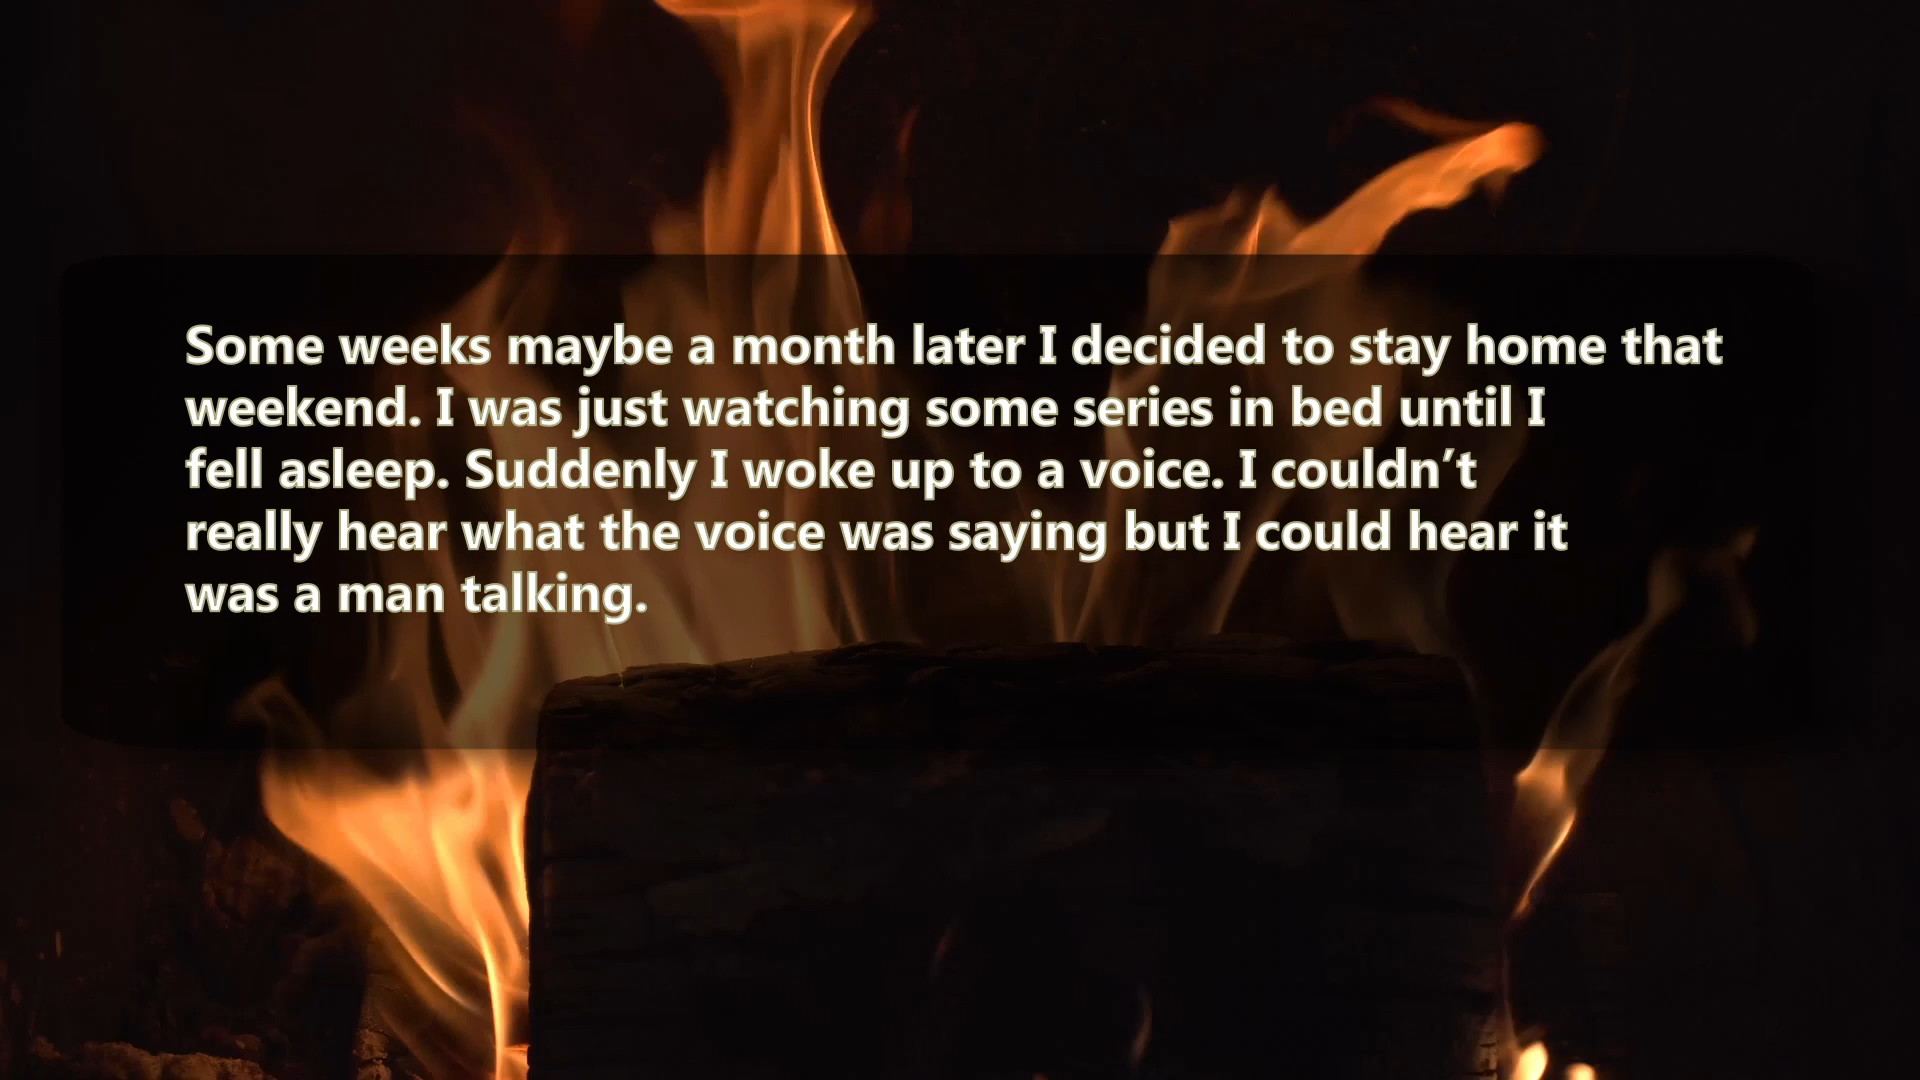 Some weeks maybe a month later I decided to stay home that
weekend. I was just watching some series in bed until I
fell asleep. Suddenly I woke up to a voice. I couldn’t
really hear what the voice was saying but I could hear it
was a man talking.